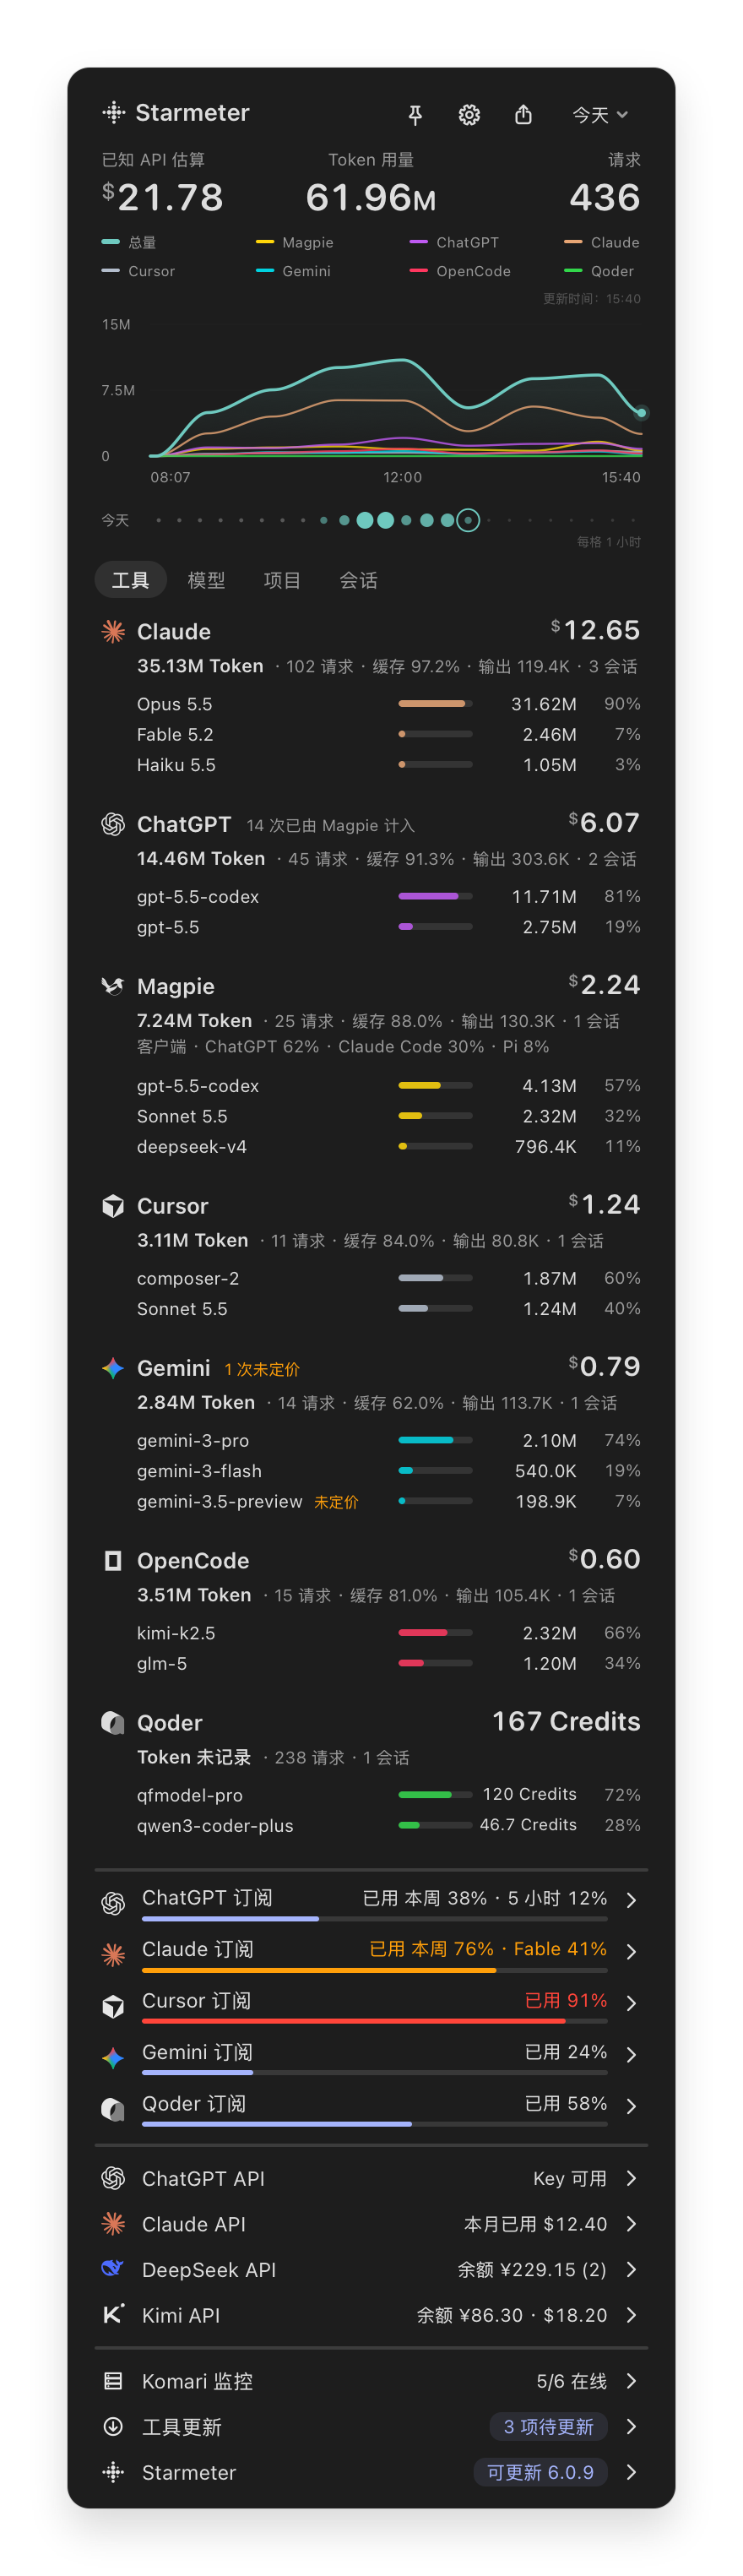 Starmeter 今天
已知 API 估算 Token 用量 请求
$21.78 61.96M 436
总量 Magpie ChatGPT Claude
Cursor Gemini OpenCode Qoder
更新时间：15:40
15M
7.5M
0
08:07 12:00 15:40
今天
每格 1 小时
工具 模型 项目 会话
Claude $12.65
35.13M Token · 102 请求 · 缓存 97.2% · 输出 119.4K · 3 会话
Opus 5.5 31.62M 90%
Fable 5.2 2.46M 7%
Haiku 5.5 1.05M 3%
ChatGPT 14 次已由 Magpie 计入 $6.07
14.46M Token · 45 请求 · 缓存 91.3% · 输出 303.6K · 2 会话
gpt-5.5-codex 11.71M 81%
gpt-5.5 2.75M 19%
Magpie $2.24
7.24M Token · 25 请求 · 缓存 88.0% · 输出 130.3K · 1 会话
客户端 · ChatGPT 62% · Claude Code 30% · Pi 8%
gpt-5.5-codex 4.13M 57%
Sonnet 5.5 2.32M 32%
deepseek-v4 796.4K 11%
Cursor $1.24
3.11M Token · 11 请求 · 缓存 84.0% · 输出 80.8K · 1 会话
composer-2 1.87M 60%
Sonnet 5.5 1.24M 40%
Gemini 1 次未定价 $0.79
2.84M Token · 14 请求 · 缓存 62.0% · 输出 113.7K · 1 会话
gemini-3-pro 2.10M 74%
gemini-3-flash 540.0K 19%
gemini-3.5-preview 未定价 198.9K 7%
OpenCode $0.60
3.51M Token · 15 请求 · 缓存 81.0% · 输出 105.4K · 1 会话
kimi-k2.5 2.32M 66%
glm-5 1.20M 34%
Qoder 167 Credits
Token 未记录 · 238 请求 · 1 会话
qfmodel-pro 120 Credits 72%
qwen3-coder-plus 46.7 Credits 28%
ChatGPT 订阅 已用 本周 38% · 5 小时 12%
Claude 订阅 已用 本周 76% · Fable 41%
Cursor 订阅 已用 91%
Gemini 订阅 已用 24%
Qoder 订阅 已用 58%
ChatGPT API Key 可用
Claude API 本月已用 $12.40
DeepSeek API 余额 ¥229.15 (2)
Kimi API 余额 ¥86.30 · $18.20
Komari 监控 5/6 在线
工具更新 3 项待更新
Starmeter 可更新 6.0.9